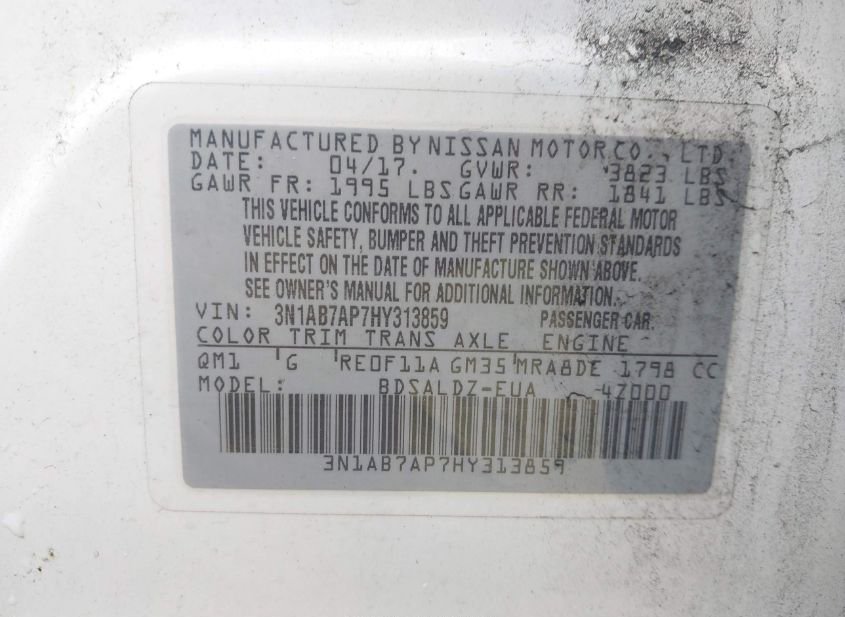 MANUFACTURED BY NISSAN MOTOR CO., LTD.
DATE: 04/17. GVWR: 3823 LBS
GAWR FR: 1995 LBS GAWR RR: 1841 LBS
THIS VEHICLE CONFORMS TO ALL APPLICABLE FEDERAL MOTOR
VEHICLE SAFETY, BUMPER AND THEFT PREVENTION STANDARDS
IN EFFECT ON THE DATE OF MANUFACTURE SHOWN ABOVE.
SEE OWNER'S MANUAL FOR ADDITIONAL INFORMATION.
VIN: 3N1AB7AP7HY313859 PASSENGER CAR.
COLOR TRIM TRANS AXLE ENGINE
QM1 G RE0F11A GM35 MRA8DE 1798 CC
MODEL: BDSALDZ-EUA 4Z000
3N1AB7AP7HY313859